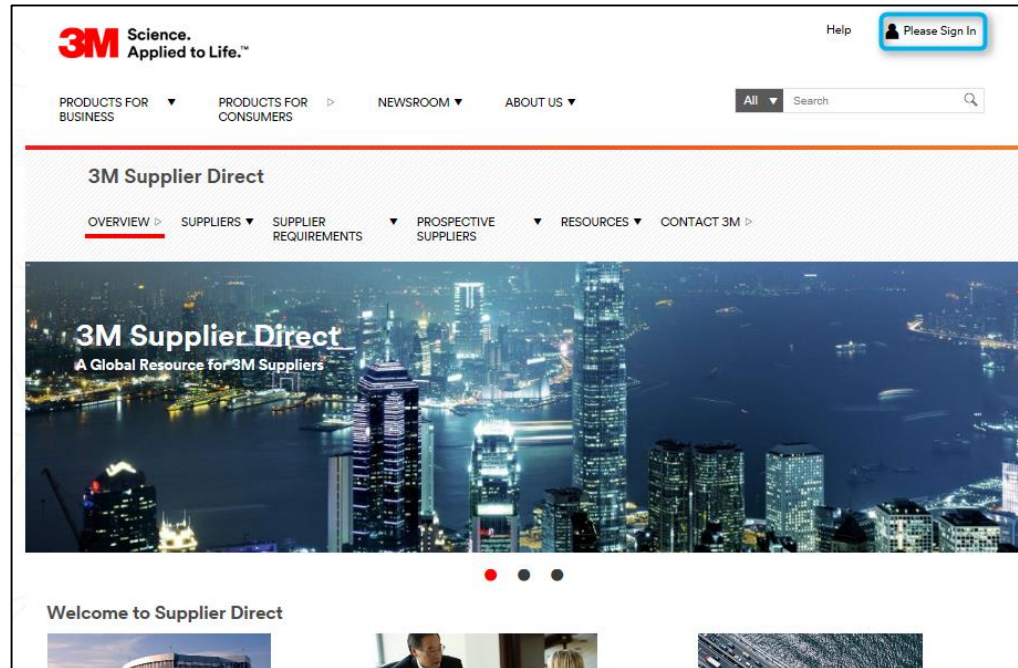 3M Science.
Applied to Life.™
Help
Please Sign In
PRODUCTS FOR ▼
BUSINESS
PRODUCTS FOR ▷
CONSUMERS
NEWSROOM ▼
ABOUT US ▼
All ▼
Search
3M Supplier Direct
OVERVIEW ▷
SUPPLIERS ▼
SUPPLIER ▼
REQUIREMENTS
PROSPECTIVE ▼
SUPPLIERS
RESOURCES ▼
CONTACT 3M ▷
3M Supplier Direct
A Global Resource for 3M Suppliers
Welcome to Supplier Direct